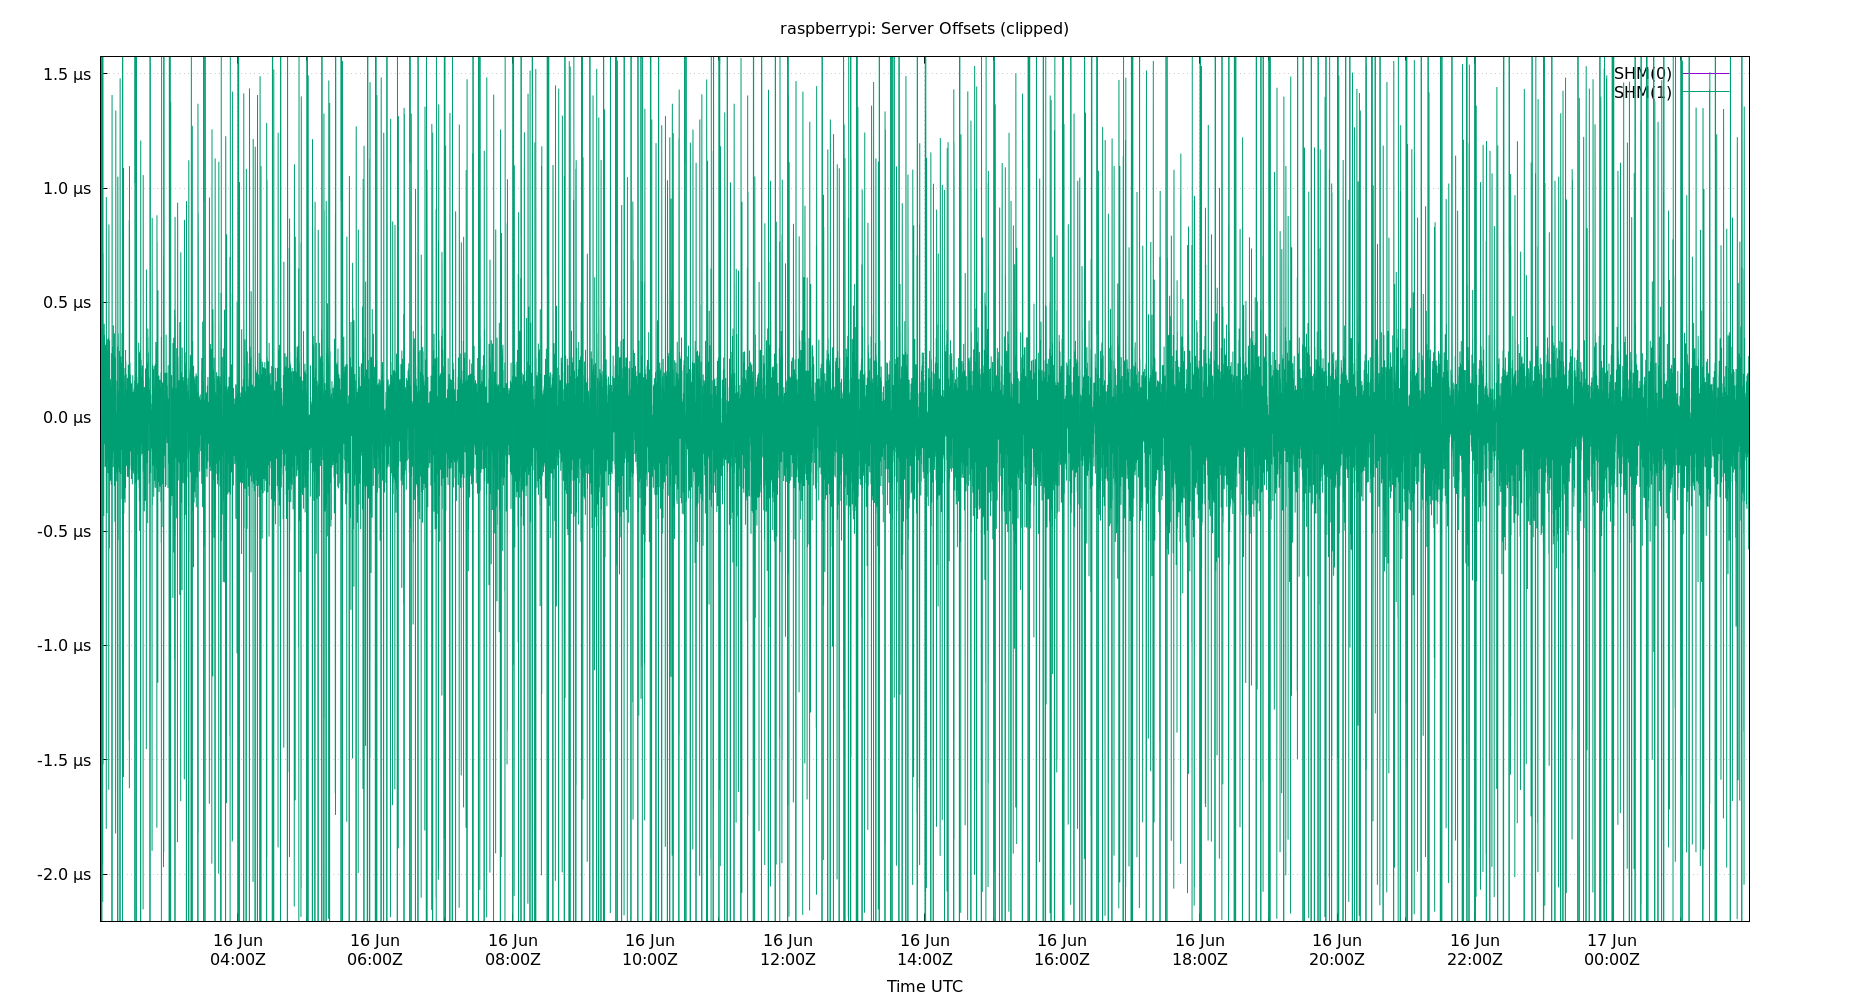 raspberrypi: Server Offsets (clipped)
SHM(0)
SHM(1)
1.5 µs
1.0 µs
0.5 µs
0.0 µs
-0.5 µs
-1.0 µs
-1.5 µs
-2.0 µs
16 Jun 16 Jun 16 Jun 16 Jun 16 Jun 16 Jun 16 Jun 16 Jun 16 Jun 16 Jun 17 Jun
04:00Z 06:00Z 08:00Z 10:00Z 12:00Z 14:00Z 16:00Z 18:00Z 20:00Z 22:00Z 00:00Z
Time UTC